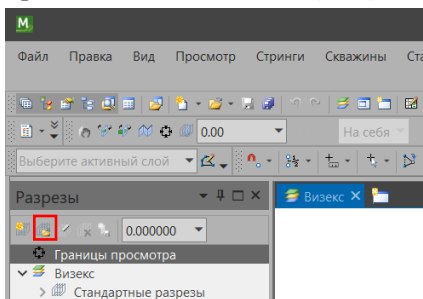 M
Файл Правка Вид Просмотр Стринги Скважины
0.00 На себя
Выберите активный слой
Разрезы Визекс
0.000000
Границы просмотра
Визекс
Стандартные разрезы